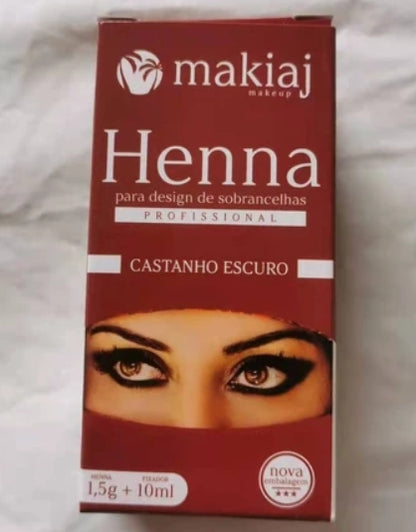 makiaj
makeup
Henna
para design de sobrancelhas
PROFISSIONAL
CASTANHO ESCURO
HENNA FIXADOR
1,5g + 10ml
nova
embalagem